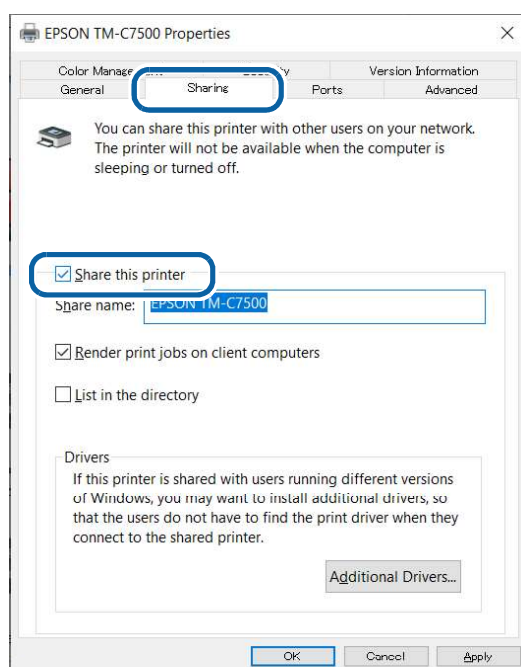 EPSON TM-C7500 Properties
Version Information
General Sharing Ports Advanced
You can share this printer with other users on your network.
The printer will not be available when the computer is
sleeping or turned off.
Share this printer
Share name: EPSON TM-C7500
Render print jobs on client computers
List in the directory
Drivers
If this printer is shared with users running different versions
of Windows, you may want to install additional drivers, so
that the users do not have to find the print driver when they
connect to the shared printer.
Additional Drivers...
OK Cancel Apply